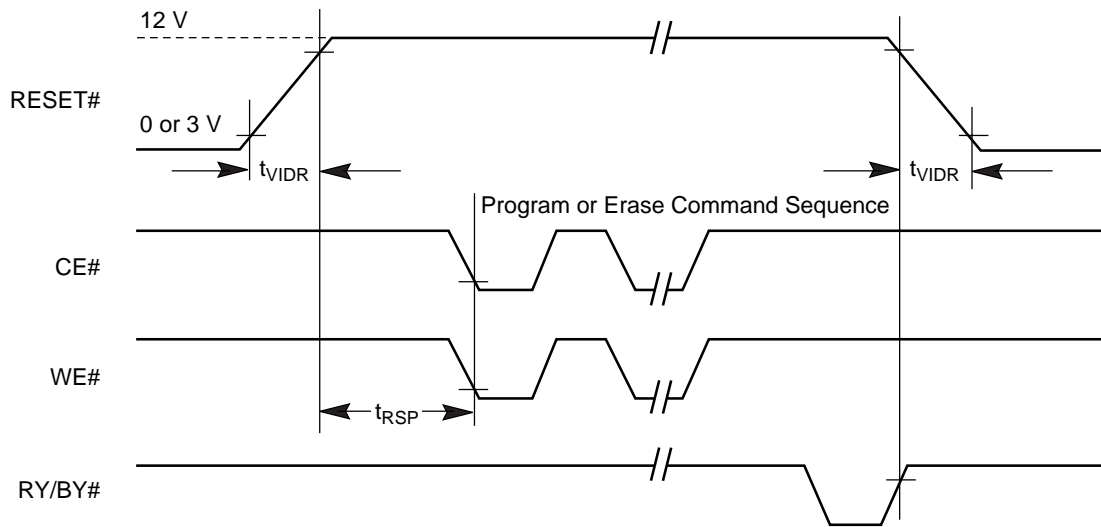 12 V
RESET#
0 or 3 V
tVIDR
tVIDR
Program or Erase Command Sequence
CE#
WE#
tRSP
RY/BY#